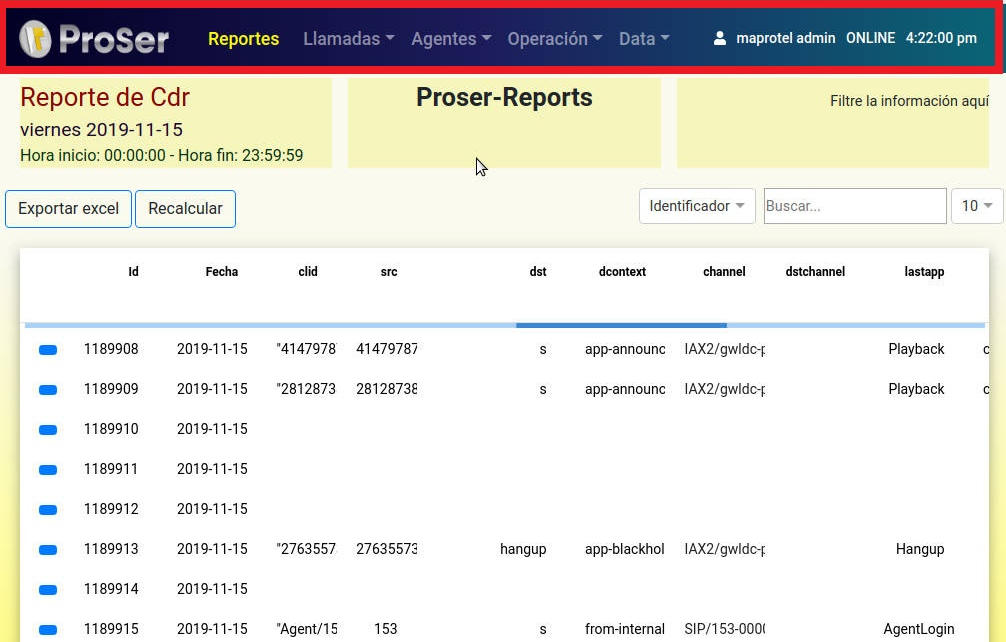 ProSer Reportes Llamadas Agentes Operación Data maprotel admin ONLINE 4:22:00 pm
Reporte de Cdr
viernes 2019-11-15
Hora inicio: 00:00:00 - Hora fin: 23:59:59
Proser-Reports
Filtre la información aquí
Exportar excel Recalcular Identificador Buscar... 10
Id Fecha clid src dst dcontext channel dstchannel lastapp
1189908 2019-11-15 "4147978 41479787 s app-announc IAX2/gwldc-p Playback c
1189909 2019-11-15 "2812873 28128738 s app-announc IAX2/gwldc-p Playback c
1189910 2019-11-15
1189911 2019-11-15
1189912 2019-11-15
1189913 2019-11-15 "2763557 27635573 hangup app-blackhol IAX2/gwldc-p Hangup
1189914 2019-11-15
1189915 2019-11-15 "Agent/15 153 s from-internal SIP/153-0000 AgentLogin